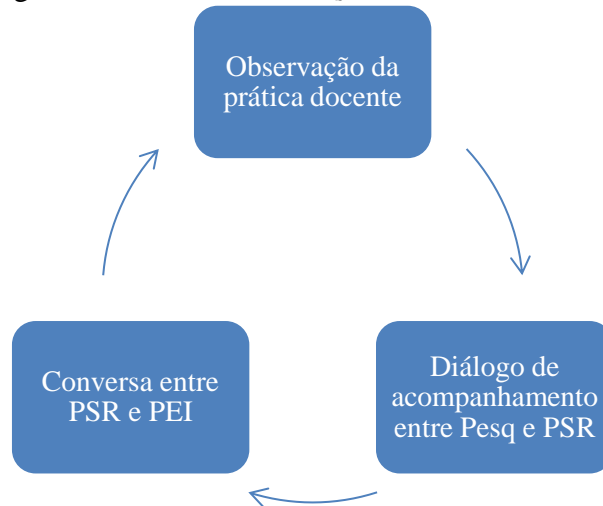 Observação da
prática docente
Diálogo de
acompanhamento
entre Pesq e PSR
Conversa entre
PSR e PEI